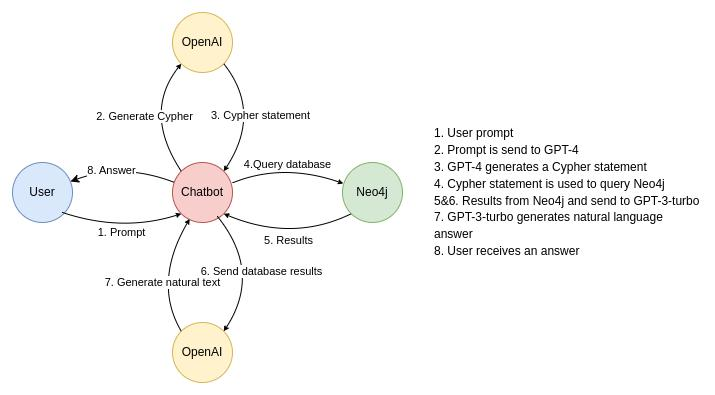 OpenAI
2. Generate Cypher
3. Cypher statement
8. Answer
4.Query database
User
Chatbot
Neo4j
1. Prompt
5. Results
6. Send database results
7. Generate natural text
OpenAI
1. User prompt
2. Prompt is send to GPT-4
3. GPT-4 generates a Cypher statement
4. Cypher statement is used to query Neo4j
5&6. Results from Neo4j and send to GPT-3-turbo
7. GPT-3-turbo generates natural language
answer
8. User receives an answer